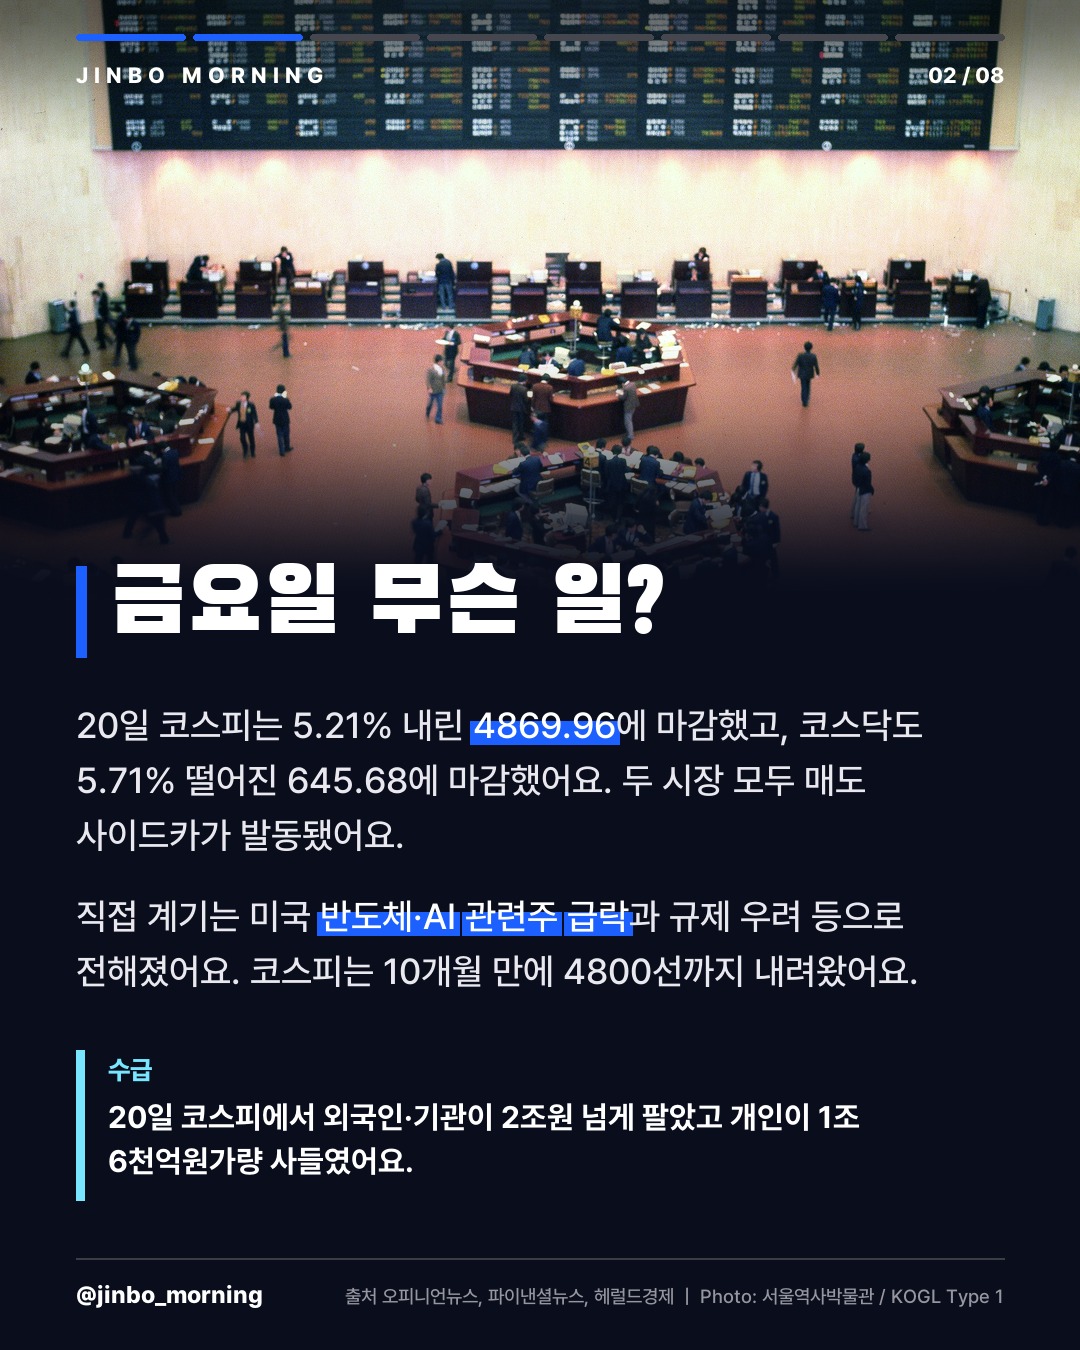 JINBO MORNING
02 / 08
금요일 무슨 일?
20일 코스피는 5.21% 내린 4869.96에 마감했고, 코스닥도
5.71% 떨어진 645.68에 마감했어요. 두 시장 모두 매도
사이드카가 발동됐어요.
직접 계기는 미국 반도체·AI 관련주 급락과 규제 우려 등으로
전해졌어요. 코스피는 10개월 만에 4800선까지 내려왔어요.
수급
20일 코스피에서 외국인·기관이 2조원 넘게 팔았고 개인이 1조
6천억원가량 사들였어요.
@jinbo_morning
출처 오피니언뉴스, 파이낸셜뉴스, 헤럴드경제 | Photo: 서울역사박물관 / KOGL Type 1